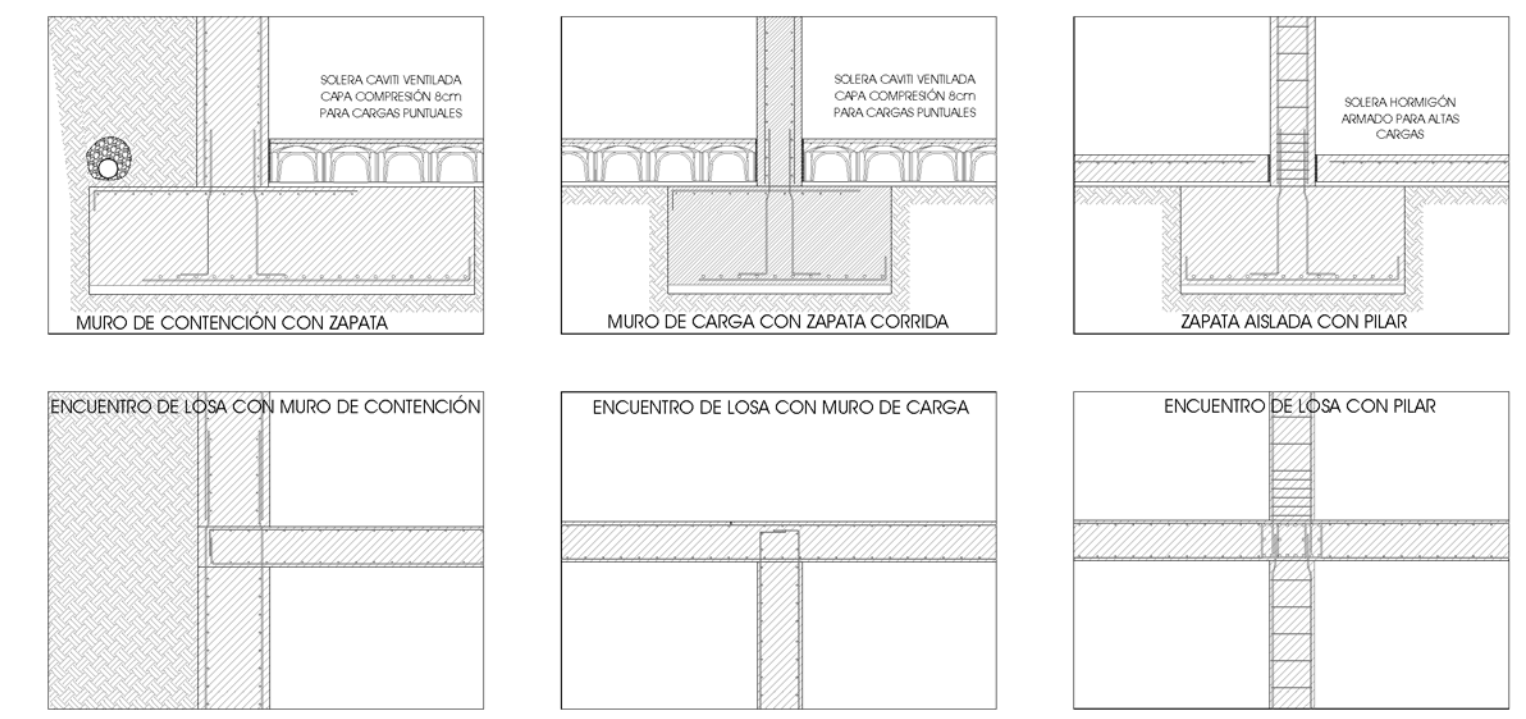 SOLERA CAVITI VENTILADA
CAPA COMPRESIÓN 8cm
PARA CARGAS PUNTUALES
MURO DE CONTENCIÓN CON ZAPATA
SOLERA CAVITI VENTILADA
CAPA COMPRESIÓN 8cm
PARA CARGAS PUNTUALES
MURO DE CARGA CON ZAPATA CORRIDA
SOLERA HORMIGÓN
ARMADO PARA ALTAS
CARGAS
ZAPATA AISLADA CON PILAR
ENCUENTRO DE LOSA CON MURO DE CONTENCIÓN
ENCUENTRO DE LOSA CON MURO DE CARGA
ENCUENTRO DE LOSA CON PILAR